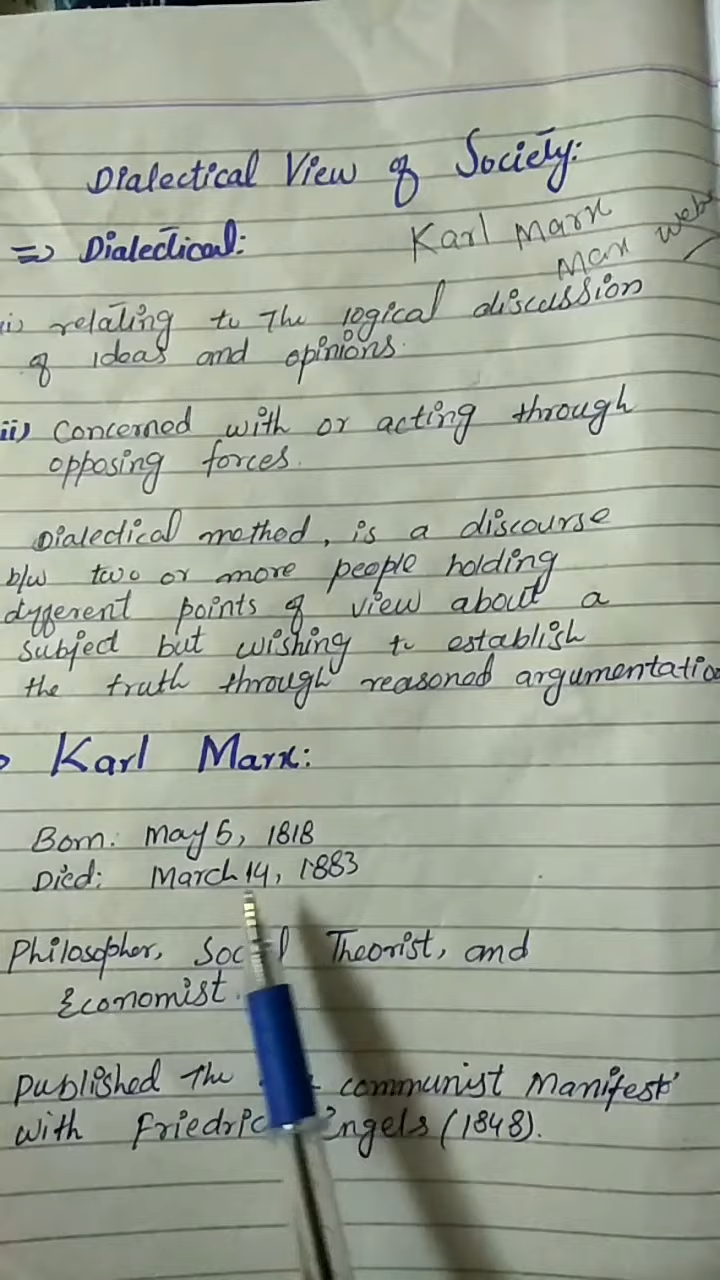 Dialectical View of Society:
=> Dialectical:
Karl Marx
Max Webe
i) relating to The logical discussion
of ideas and opinions.
ii) Concerned with or acting through
opposing forces.
Dialectical method, is a discourse
b/w two or more people holding
different points of view about a
subject but wishing to establish
the truth through reasoned argumentatio
Karl Marx:
Born: May 5, 1818
Died: March 14, 1883
Philosopher, Theorist, and
Economist.
Published The communist Manifest
with Engels (1848).